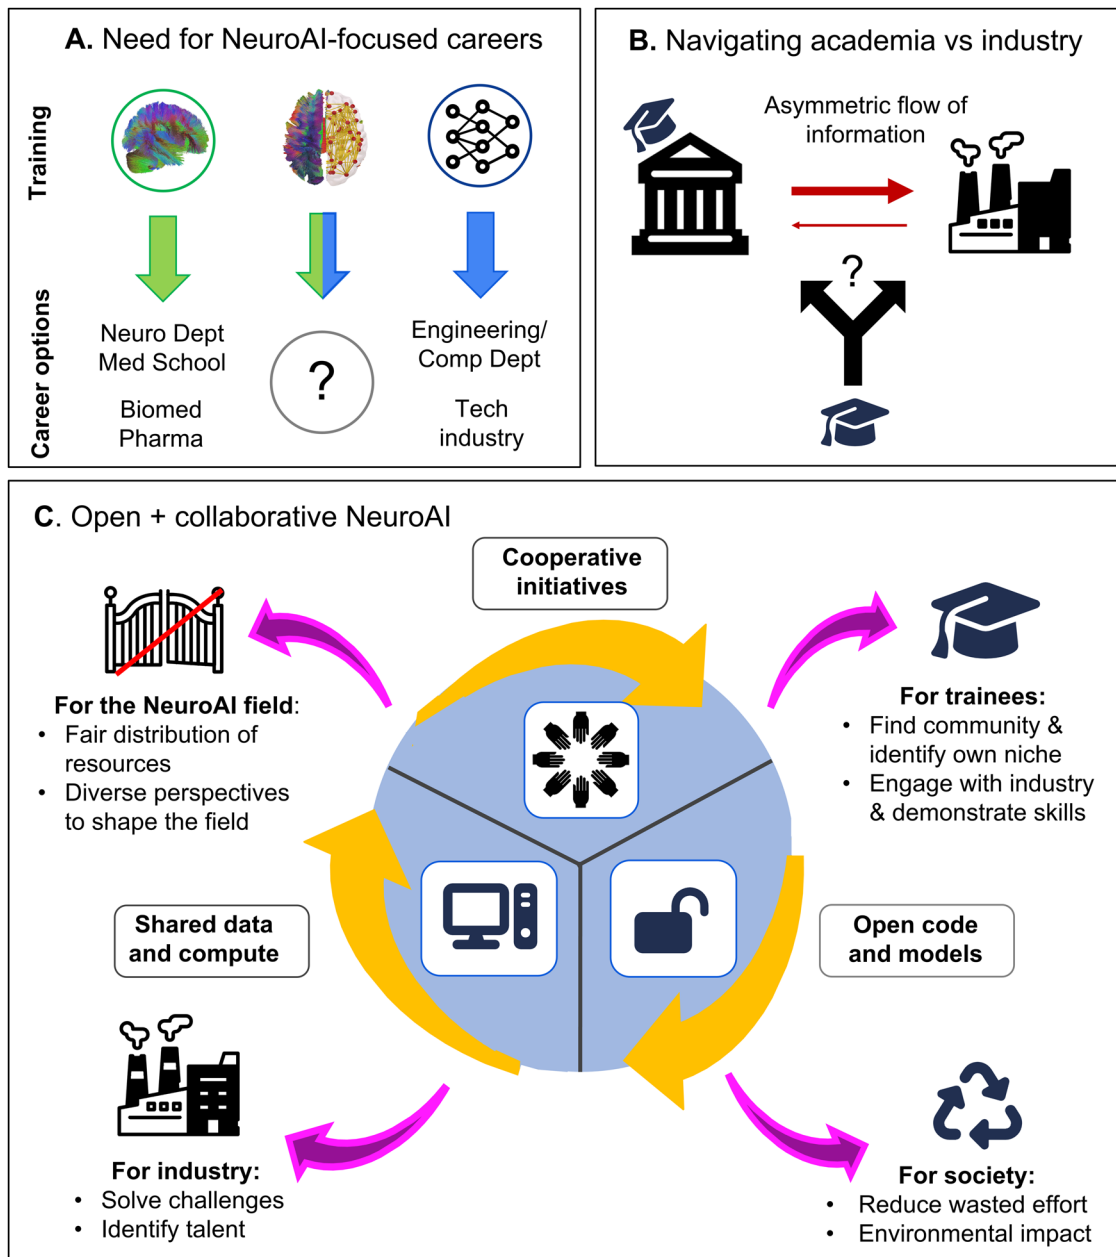 A. Need for NeuroAI-focused careers
Training
Career options
Neuro Dept
Med School
Biomed
Pharma
?
Engineering/
Comp Dept
Tech
industry
B. Navigating academia vs industry
Asymmetric flow of
information
?
C. Open + collaborative NeuroAI
Cooperative
initiatives
For the NeuroAI field:
• Fair distribution of
resources
• Diverse perspectives
to shape the field
For trainees:
• Find community &
identify own niche
• Engage with industry
& demonstrate skills
Shared data
and compute
Open code
and models
For industry:
• Solve challenges
• Identify talent
For society:
• Reduce wasted effort
• Environmental impact